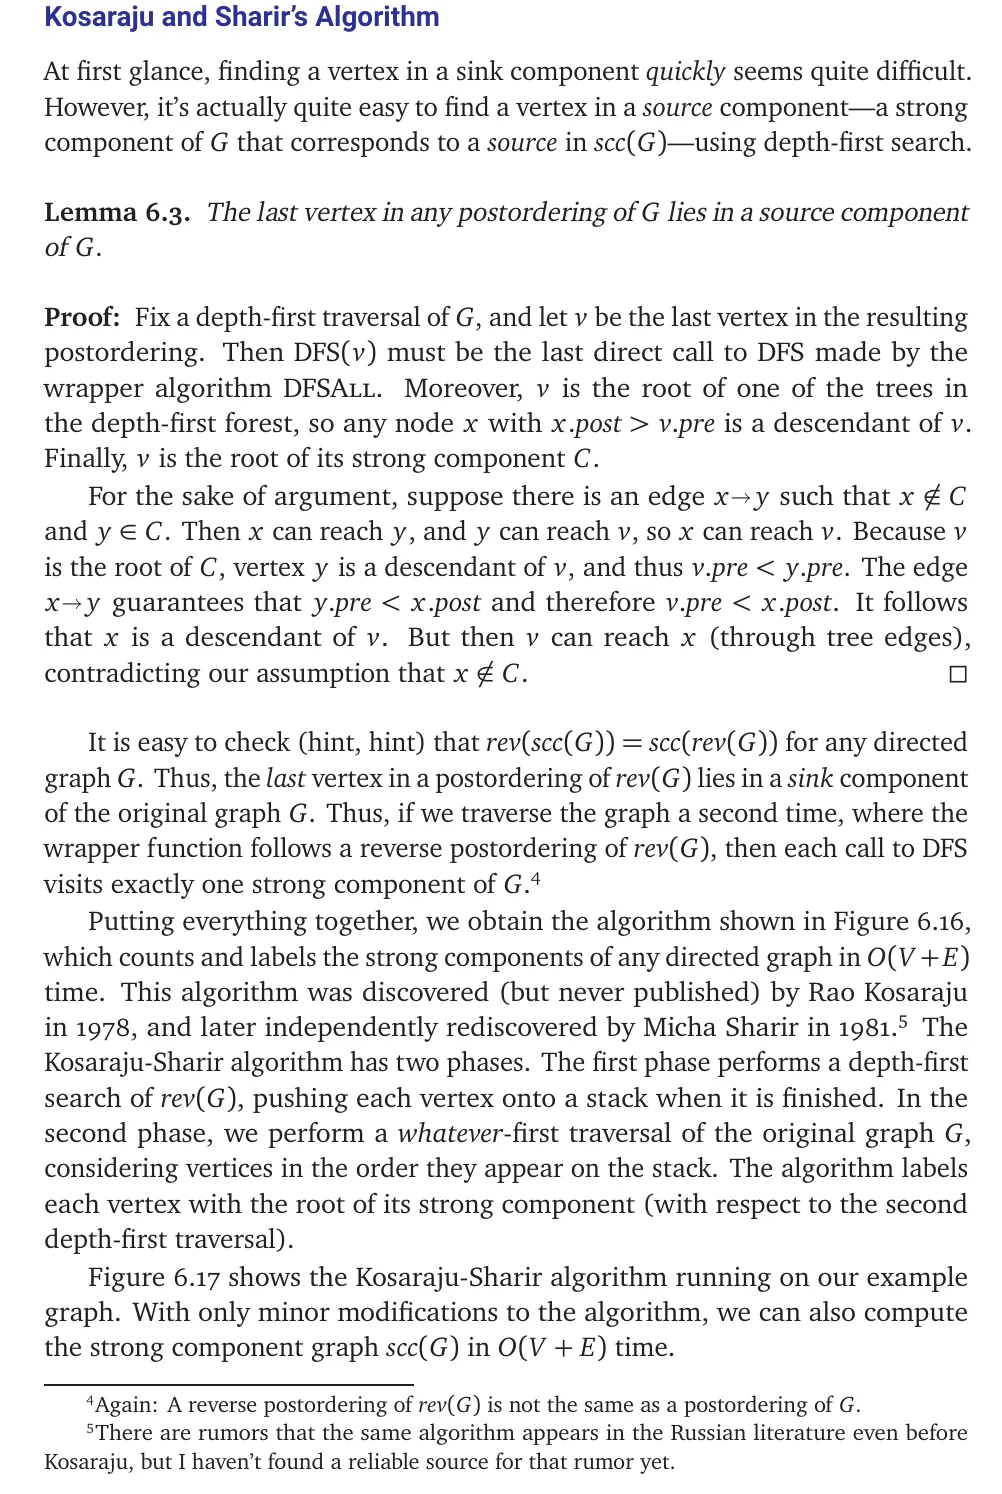 Kosaraju and Sharir's Algorithm
At first glance, finding a vertex in a sink component quickly seems quite difficult.
However, it's actually quite easy to find a vertex in a source component—a strong
component of G that corresponds to a source in scc(G)—using depth-first search.
Lemma 6.3. The last vertex in any postordering of G lies in a source component
of G.
Proof: Fix a depth-first traversal of G, and let v be the last vertex in the resulting
postordering. Then DFS(v) must be the last direct call to DFS made by the
wrapper algorithm DFSAll. Moreover, v is the root of one of the trees in
the depth-first forest, so any node x with x.post > v.pre is a descendant of v.
Finally, v is the root of its strong component C.
For the sake of argument, suppose there is an edge x→y such that x ∉ C
and y ∈ C. Then x can reach y, and y can reach v, so x can reach v. Because v
is the root of C, vertex y is a descendant of v, and thus v.pre < y.pre. The edge
x→y guarantees that y.pre < x.post and therefore v.pre < x.post. It follows
that x is a descendant of v. But then v can reach x (through tree edges),
contradicting our assumption that x ∉ C. □
It is easy to check (hint, hint) that rev(scc(G)) = scc(rev(G)) for any directed
graph G. Thus, the last vertex in a postordering of rev(G) lies in a sink component
of the original graph G. Thus, if we traverse the graph a second time, where the
wrapper function follows a reverse postordering of rev(G), then each call to DFS
visits exactly one strong component of G.⁴
Putting everything together, we obtain the algorithm shown in Figure 6.16,
which counts and labels the strong components of any directed graph in O(V + E)
time. This algorithm was discovered (but never published) by Rao Kosaraju
in 1978, and later independently rediscovered by Micha Sharir in 1981.⁵ The
Kosaraju-Sharir algorithm has two phases. The first phase performs a depth-first
search of rev(G), pushing each vertex onto a stack when it is finished. In the
second phase, we perform a whatever-first traversal of the original graph G,
considering vertices in the order they appear on the stack. The algorithm labels
each vertex with the root of its strong component (with respect to the second
depth-first traversal).
Figure 6.17 shows the Kosaraju-Sharir algorithm running on our example
graph. With only minor modifications to the algorithm, we can also compute
the strong component graph scc(G) in O(V + E) time.
⁴Again: A reverse postordering of rev(G) is not the same as a postordering of G.
⁵There are rumors that the same algorithm appears in the Russian literature even before
Kosaraju, but I haven't found a reliable source for that rumor yet.